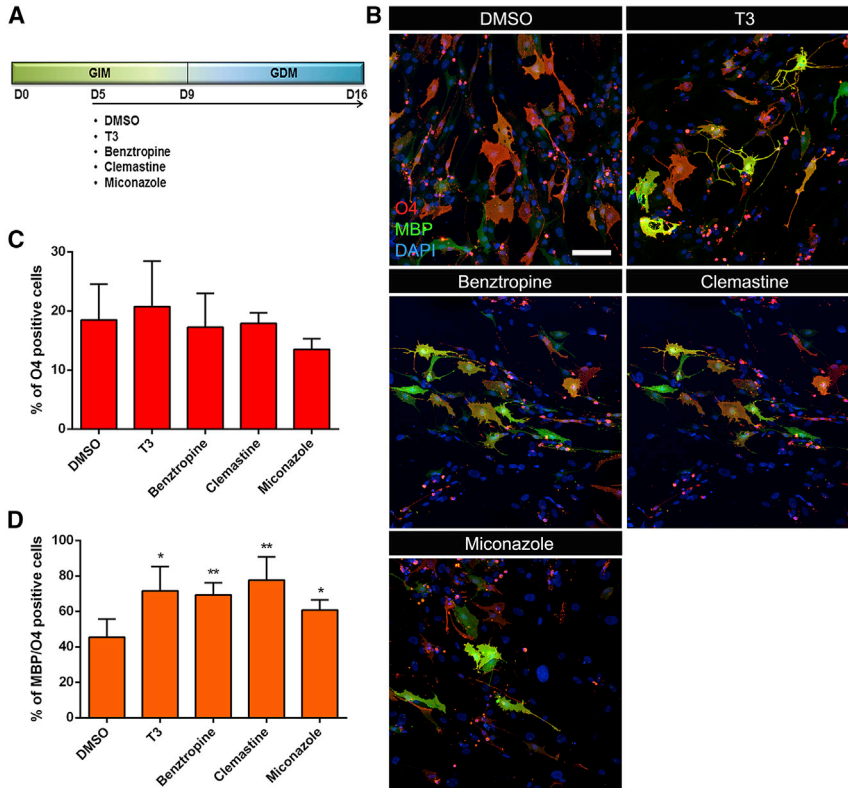 A
GIM
GDM
D0
D5
D9
D16
• DMSO
• T3
• Benztropine
• Clemastine
• Miconazole
B
DMSO
T3
O4
MBP
DAPI
Benztropine
Clemastine
Miconazole
C
% of O4 positive cells
30
20
10
0
DMSO
T3
Benztropine
Clemastine
Miconazole
D
% of MBP/O4 positive cells
100
80
60
40
20
0
*
**
**
*
DMSO
T3
Benztropine
Clemastine
Miconazole